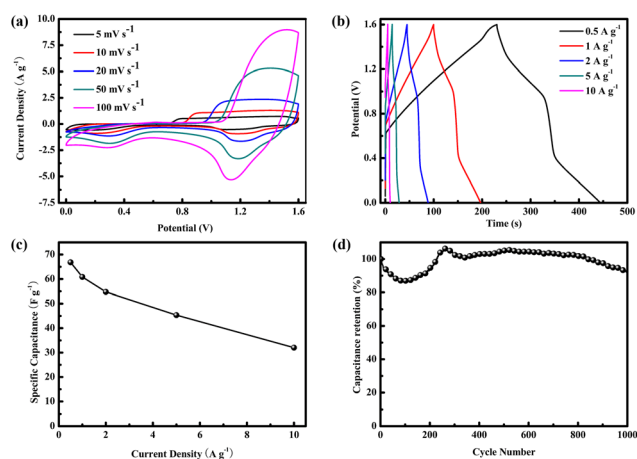 (a)
10.0
7.5
5.0
2.5
0.0
-2.5
-5.0
-7.5
Current Density (A g-1)
5 mV s-1
10 mV s-1
20 mV s-1
50 mV s-1
100 mV s-1
0.0 0.4 0.8 1.2 1.6
Potential (V)
(b)
1.6
1.2
0.8
0.4
0.0
Potential (V)
0.5 A g-1
1 A g-1
2 A g-1
5 A g-1
10 A g-1
0 100 200 300 400 500
Time (s)
(c)
70
60
50
40
30
20
10
0
Specific Capacitance (F g-1)
0 2 4 6 8 10
Current Density (A g-1)
(d)
120
100
80
60
40
20
0
Capacitance retention (%)
0 200 400 600 800 1000
Cycle Number